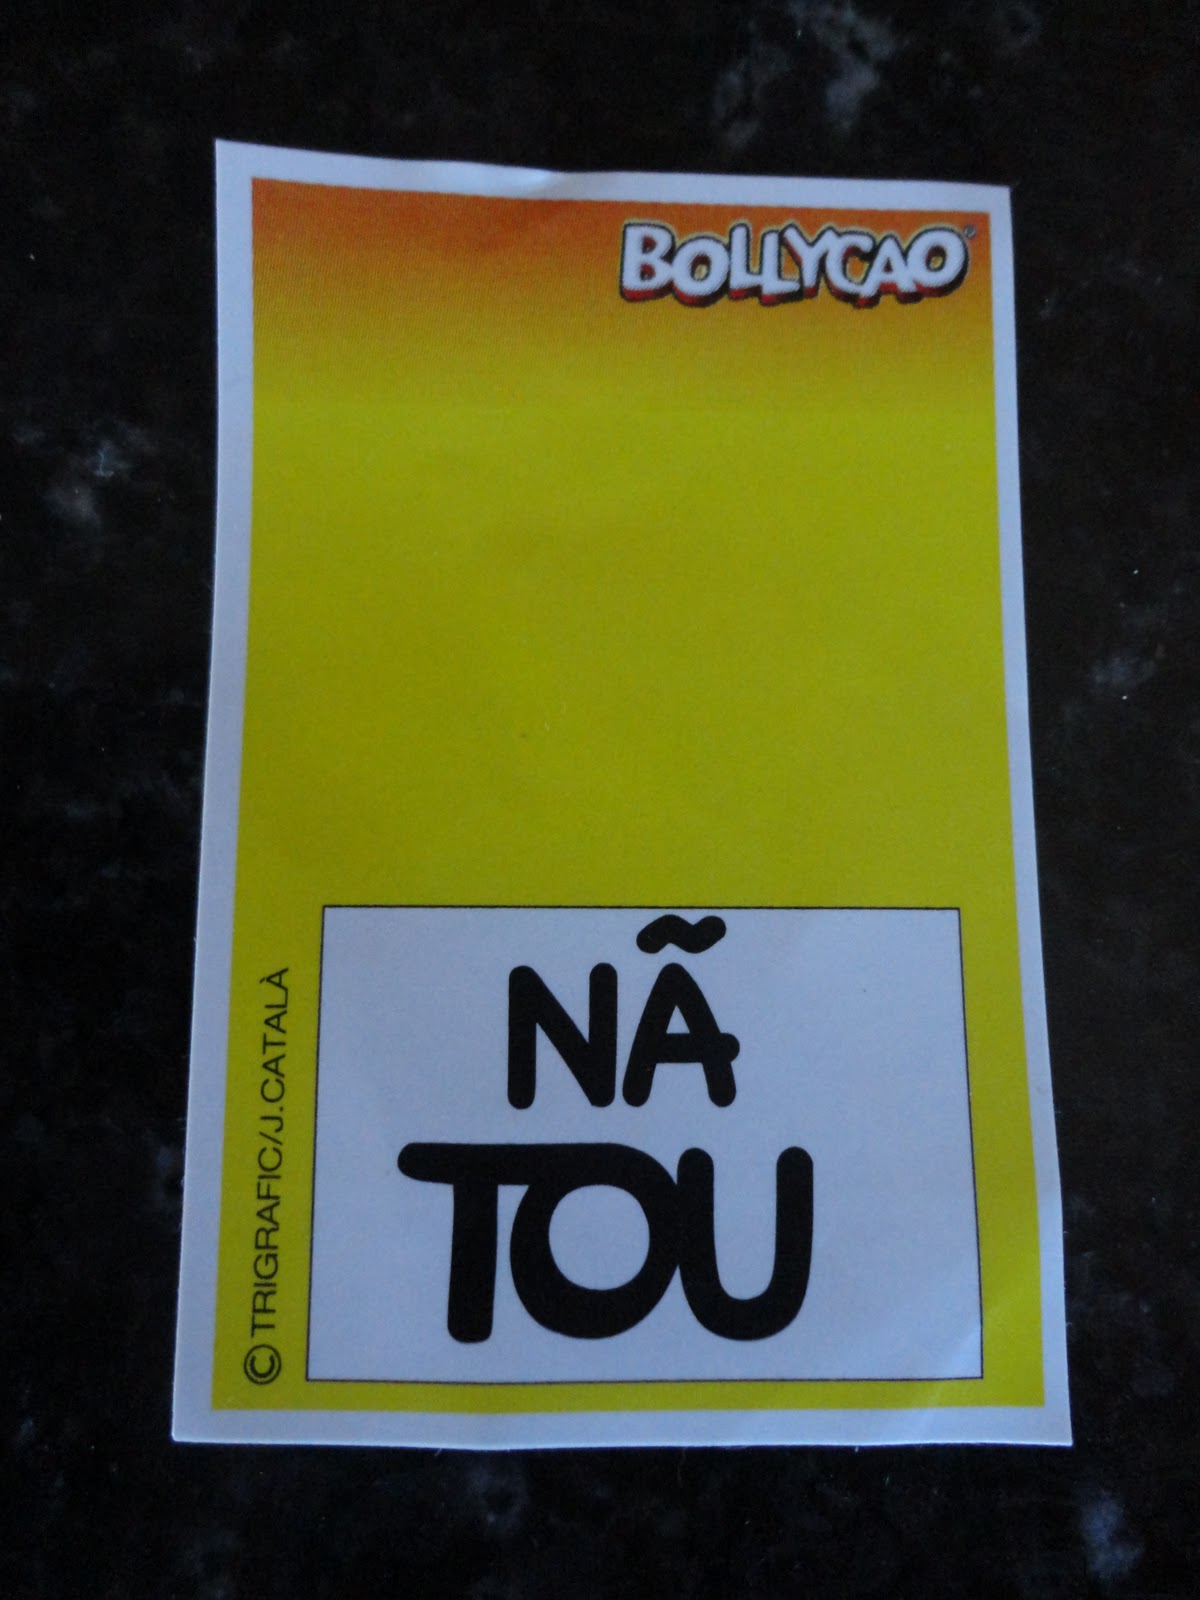 BOLLYCAO®
NÃ
TOU
© TRIGRAFIC/J.CATALÀ